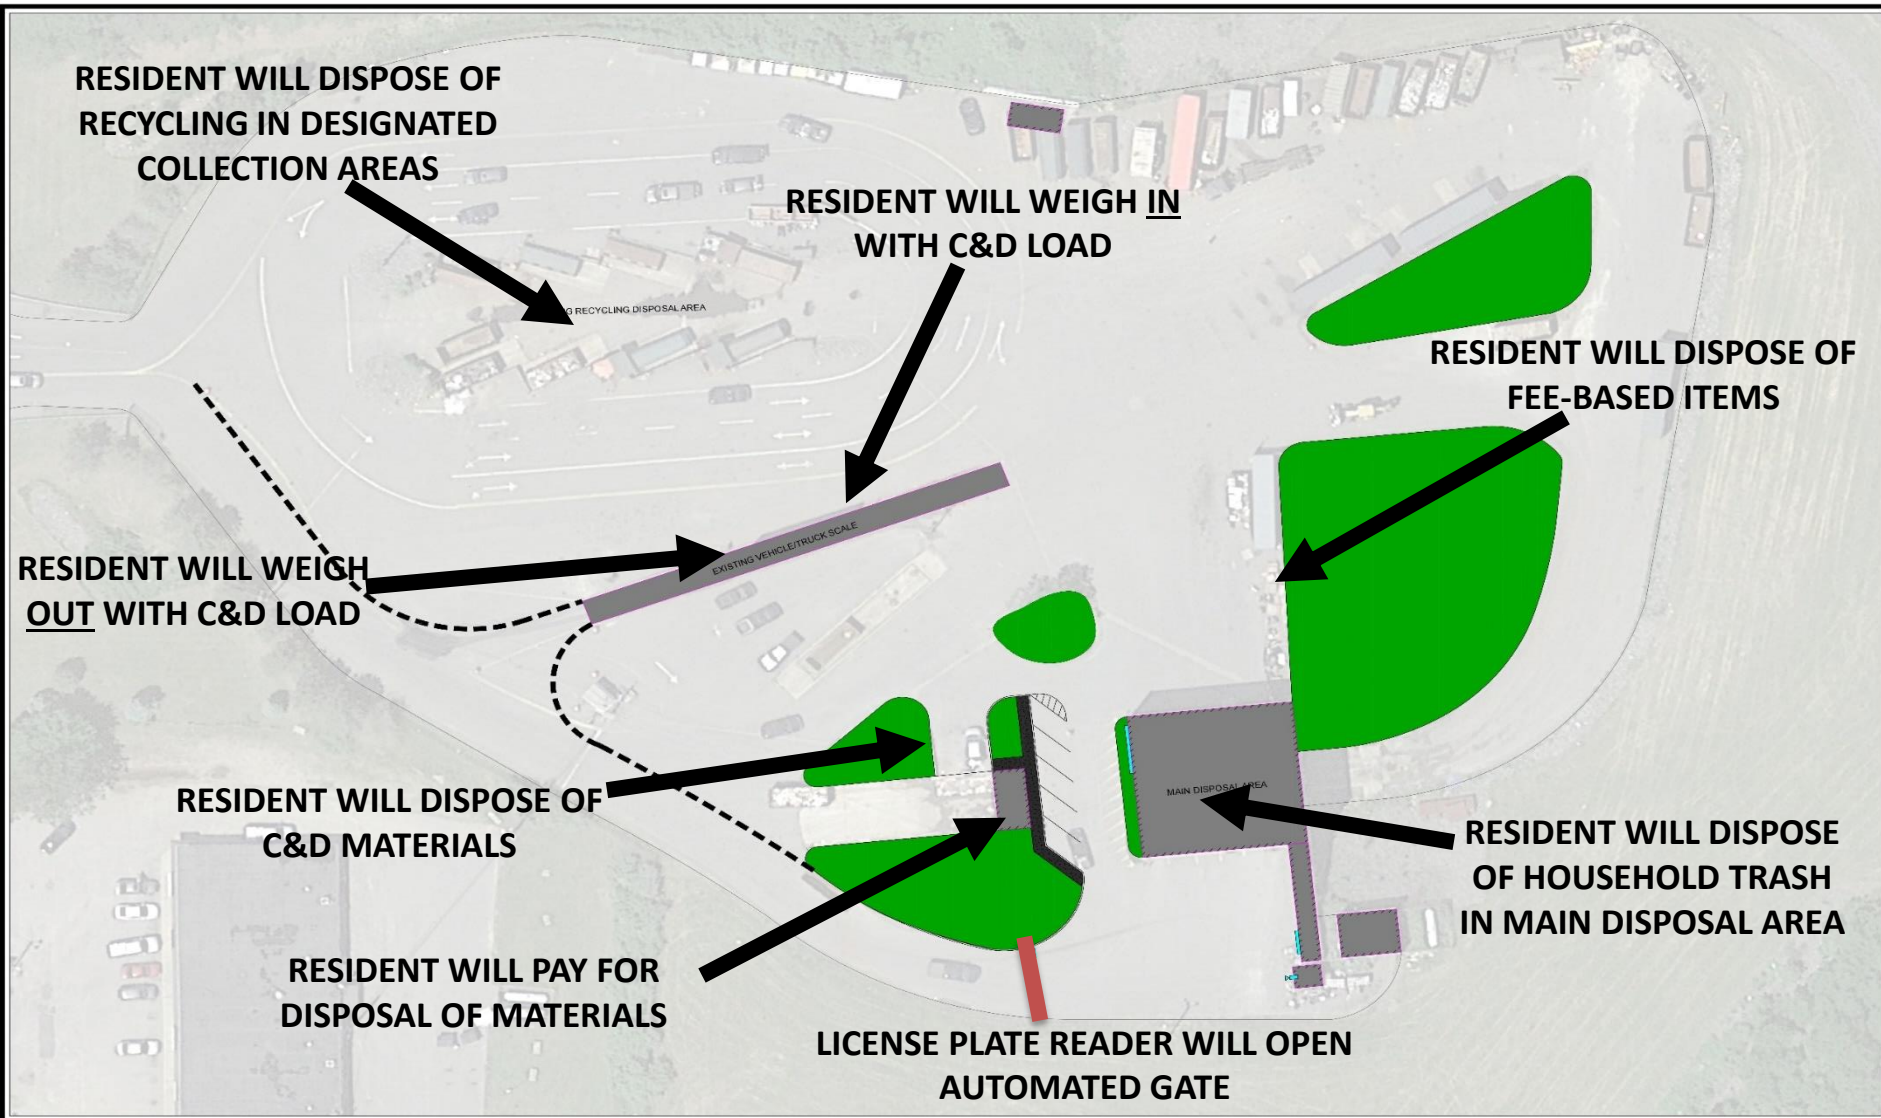 RESIDENT WILL DISPOSE OF
RECYCLING IN DESIGNATED
COLLECTION AREAS
RESIDENT WILL WEIGH IN
WITH C&D LOAD
G RECYCLING DISPOSAL AREA
RESIDENT WILL DISPOSE OF
FEE-BASED ITEMS
EXISTING VEHICLE/TRUCK SCALE
RESIDENT WILL WEIGH
OUT WITH C&D LOAD
RESIDENT WILL DISPOSE OF
C&D MATERIALS
MAIN DISPOSAL AREA
RESIDENT WILL DISPOSE
OF HOUSEHOLD TRASH
IN MAIN DISPOSAL AREA
RESIDENT WILL PAY FOR
DISPOSAL OF MATERIALS
LICENSE PLATE READER WILL OPEN
AUTOMATED GATE